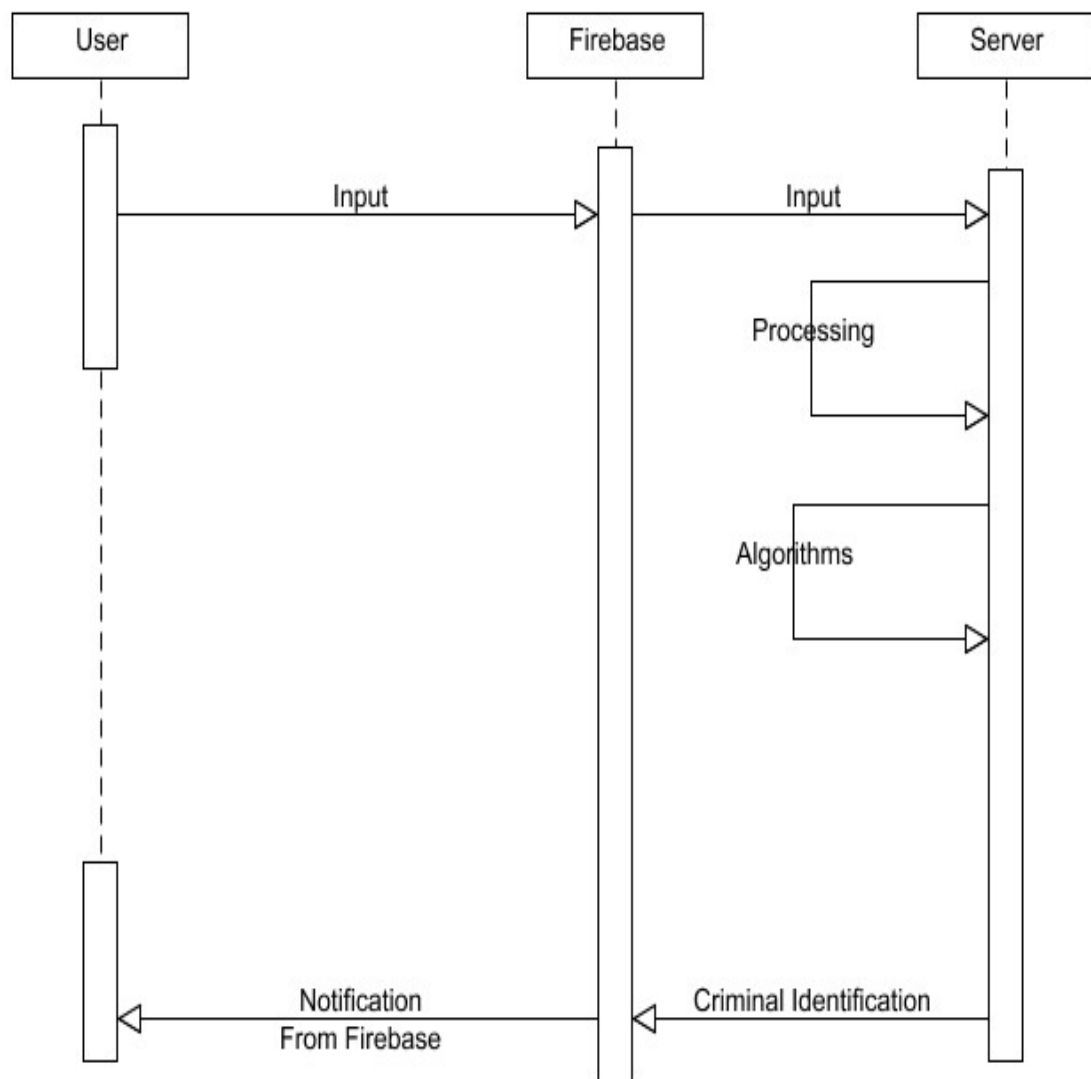 User
Firebase
Server
Input
Input
Processing
Algorithms
Notification
From Firebase
Criminal Identification